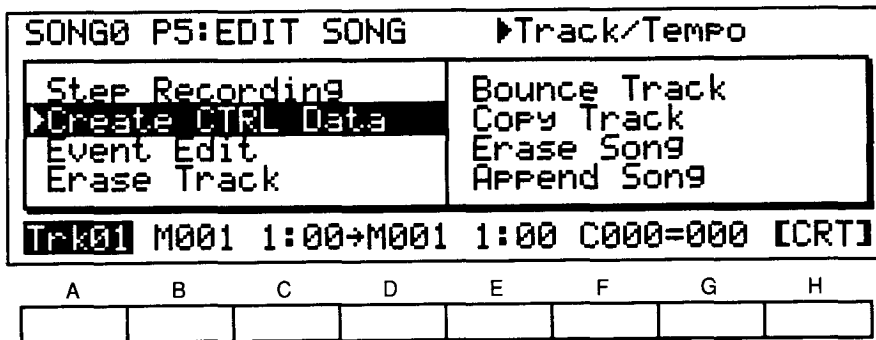 SONG0 P5:EDIT SONG ▶Track/Tempo
Step Recording
▶Create CTRL Data
Event Edit
Erase Track
Bounce Track
Copy Track
Erase Song
Append Song
Trk01 M001 1:00→M001 1:00 C000=000 [CRT]
A B C D E F G H